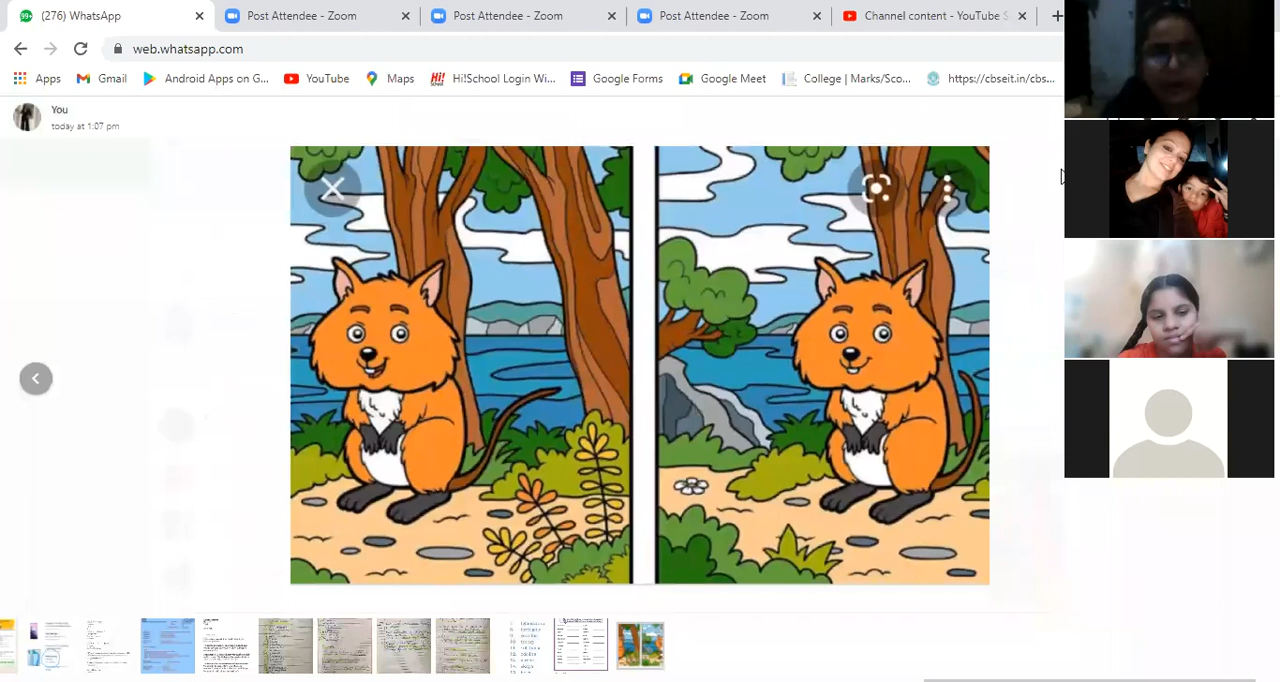 99+ (276) WhatsApp
Post Attendee - Zoom
Post Attendee - Zoom
Post Attendee - Zoom
Channel content - YouTube S
web.whatsapp.com
Apps
Gmail
Android Apps on G...
YouTube
Maps
Hi! Hi!School Login Wi...
Google Forms
Google Meet
College | Marks/Sco...
https://cbseit.in/cbs...
You
today at 1:07 pm